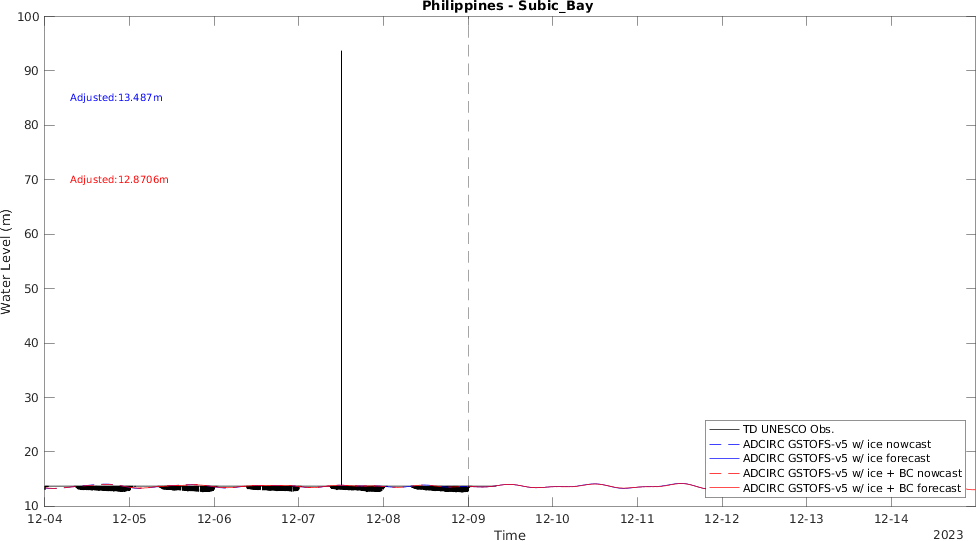 Philippines - Subic_Bay
100
90
80
70
60
50
40
30
20
10
Water Level (m)
Adjusted:13.487m
Adjusted:12.8706m
TD UNESCO Obs.
ADCIRC GSTOFS-v5 w/ ice nowcast
ADCIRC GSTOFS-v5 w/ ice forecast
ADCIRC GSTOFS-v5 w/ ice + BC nowcast
ADCIRC GSTOFS-v5 w/ ice + BC forecast
12-04 12-05 12-06 12-07 12-08 12-09 12-10 12-11 12-12 12-13 12-14
Time
2023